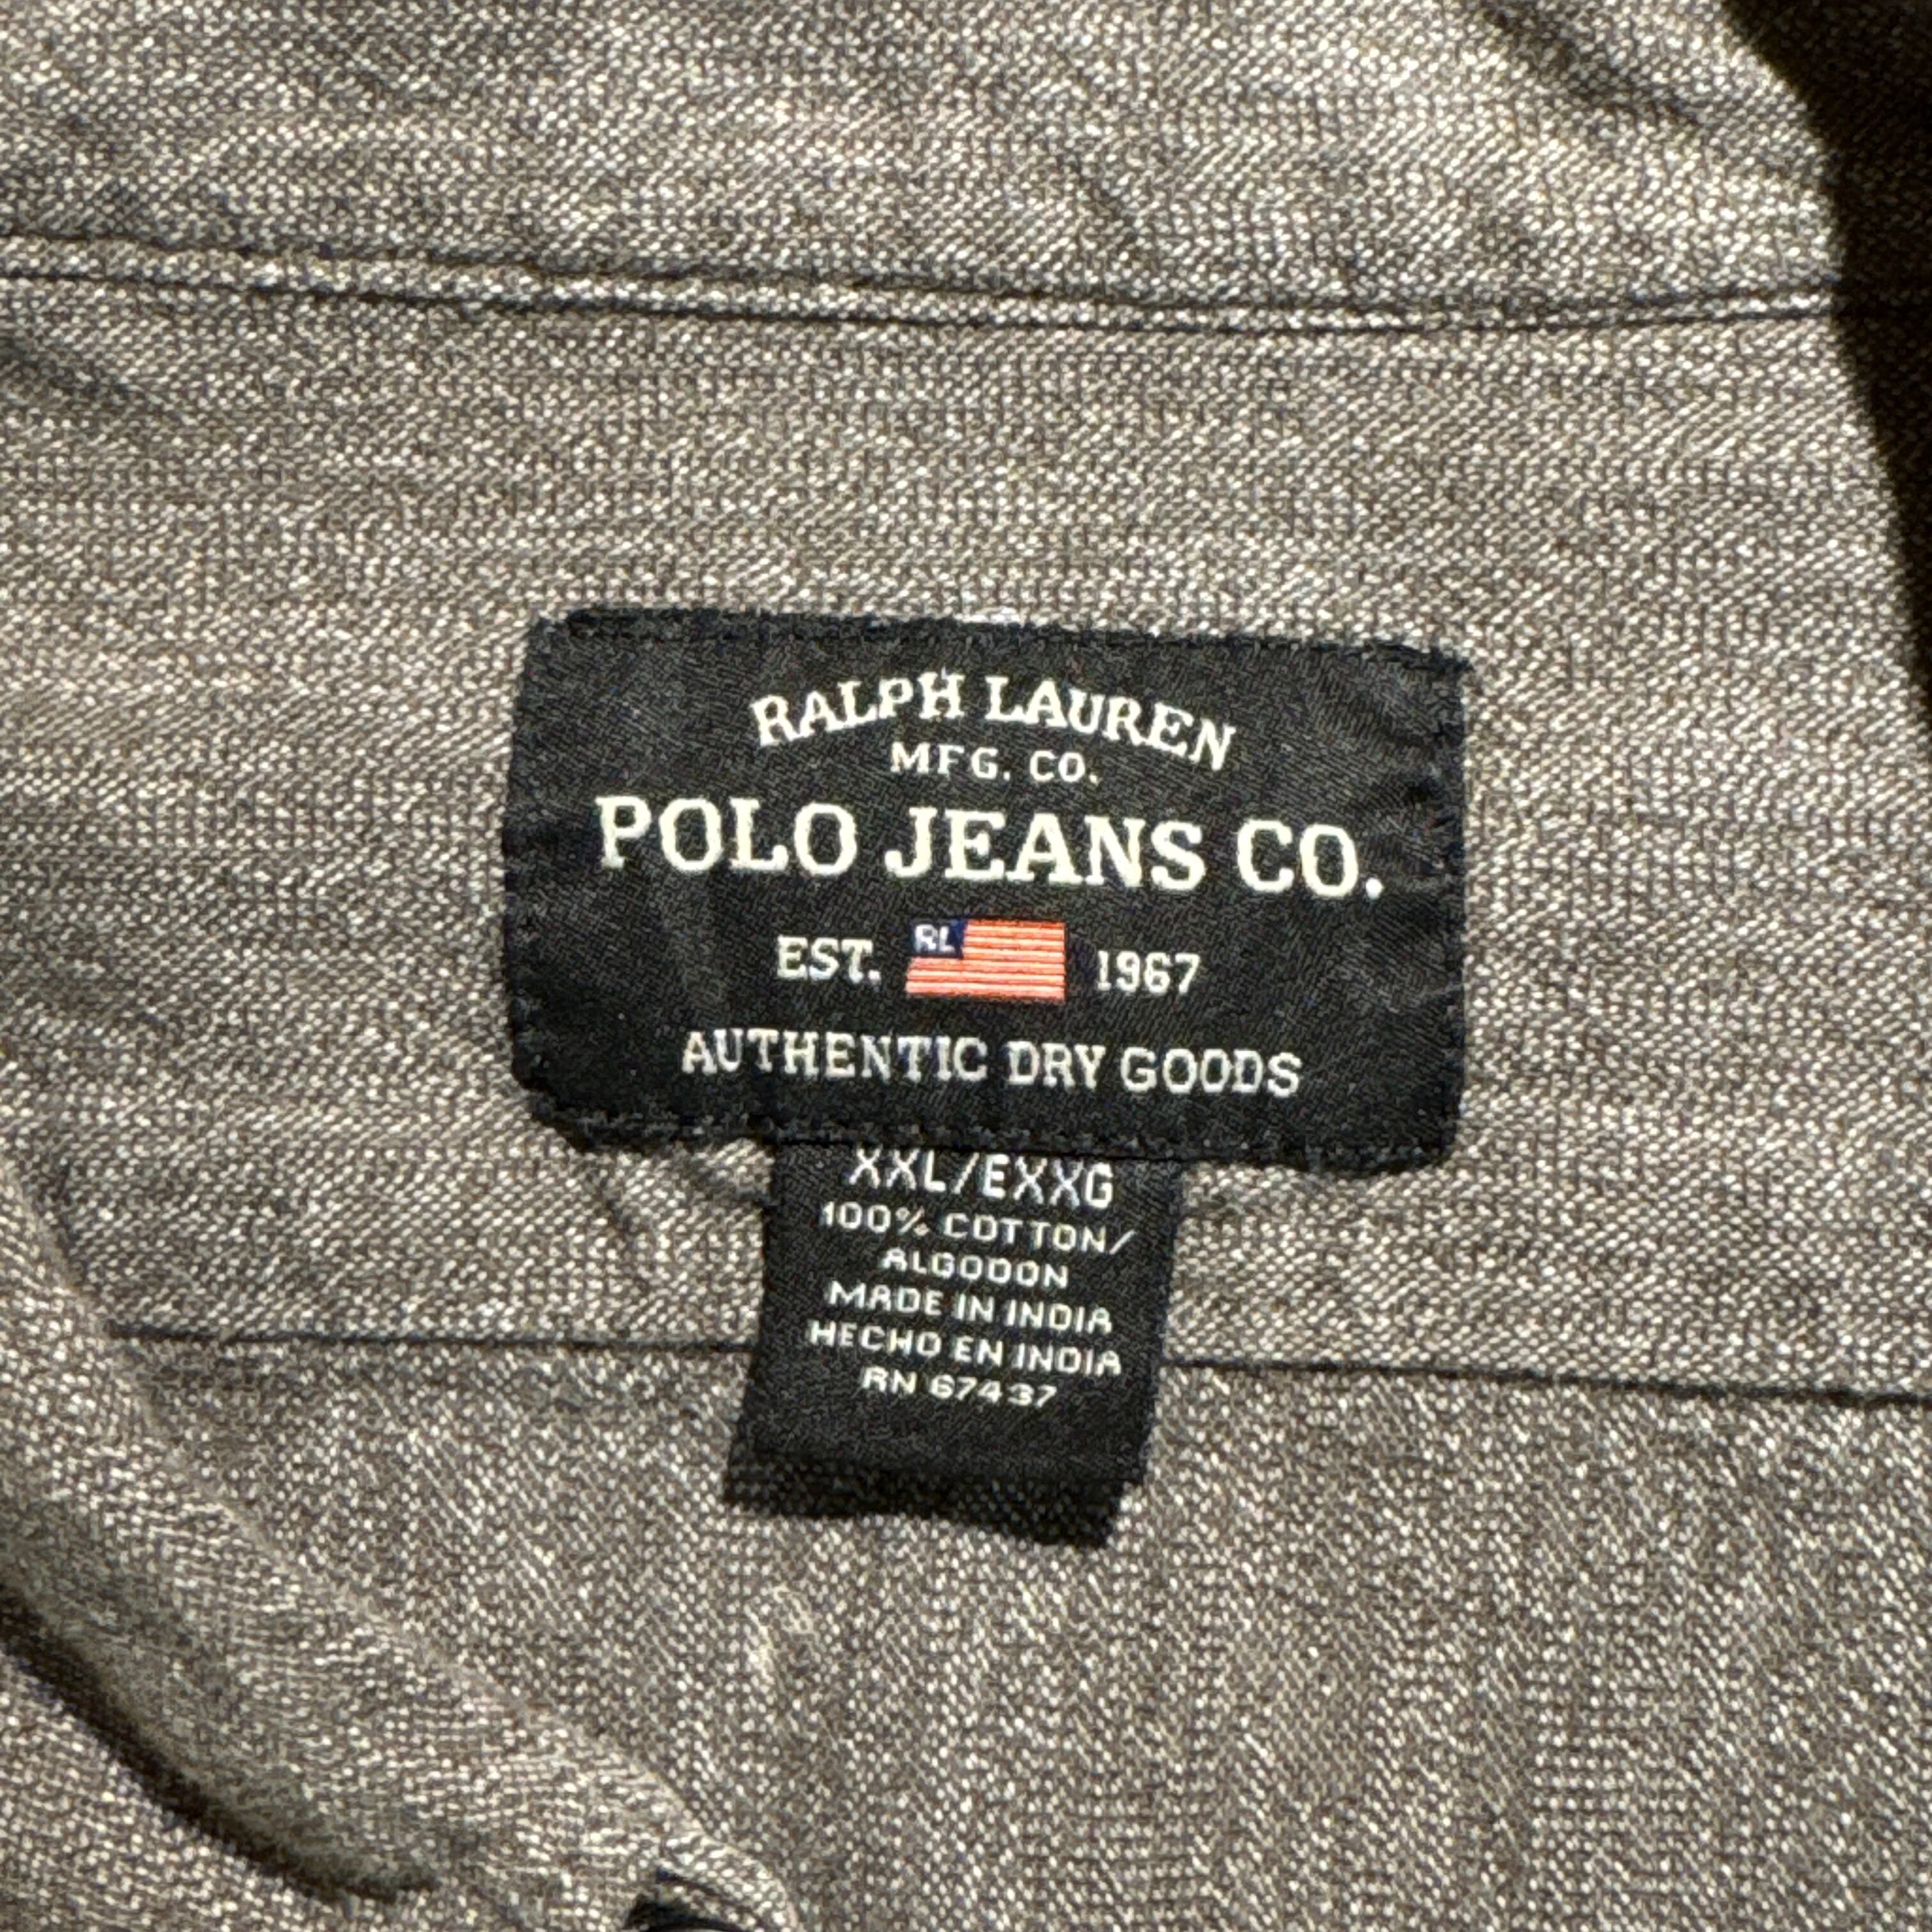 RALPH LAUREN
MFG. CO.
POLO JEANS CO.
EST. RL 1967
AUTHENTIC DRY GOODS
XXL/EXXG
100% COTTON/
ALGODON
MADE IN INDIA
HECHO EN INDIA
RN 67437